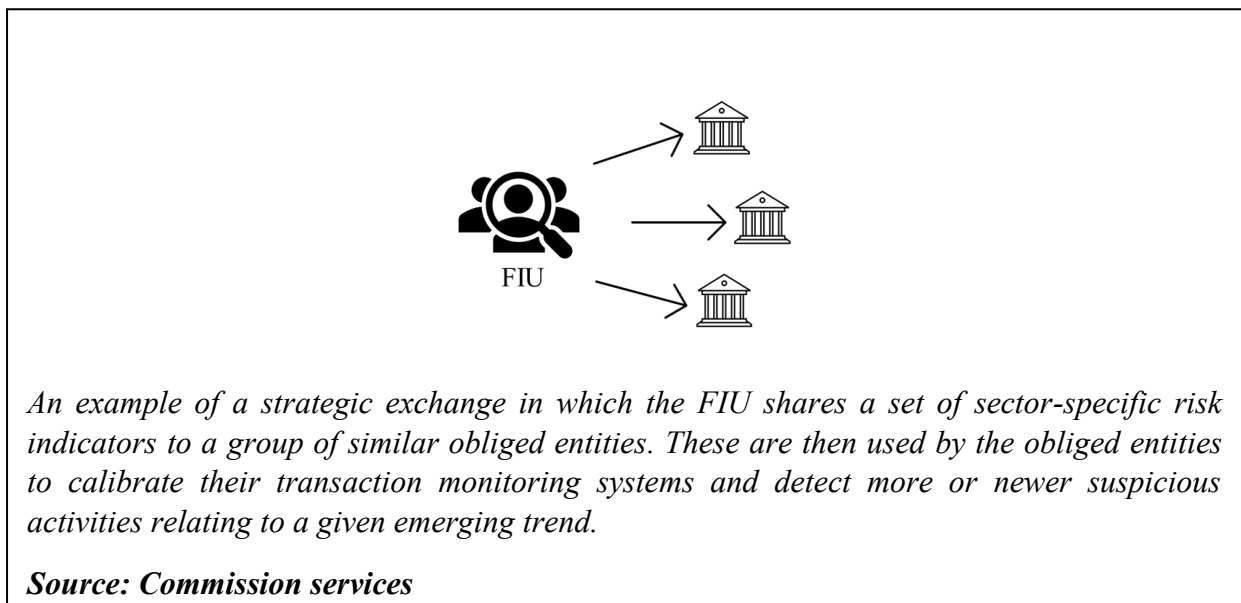 FIU
An example of a strategic exchange in which the FIU shares a set of sector-specific risk
indicators to a group of similar obliged entities. These are then used by the obliged entities
to calibrate their transaction monitoring systems and detect more or newer suspicious
activities relating to a given emerging trend.
Source: Commission services